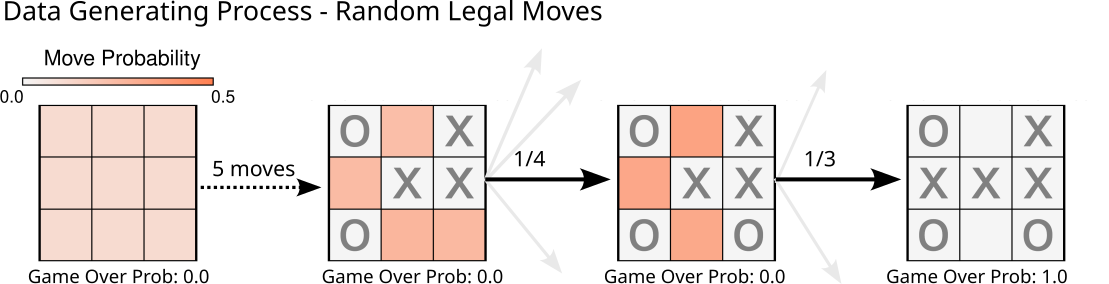 Data Generating Process - Random Legal Moves
Move Probability
0.0 0.5
5 moves
1/4
1/3
O X
X X
O
O X
X X
O O
O X
X X X
O O
Game Over Prob: 0.0
Game Over Prob: 0.0
Game Over Prob: 0.0
Game Over Prob: 1.0